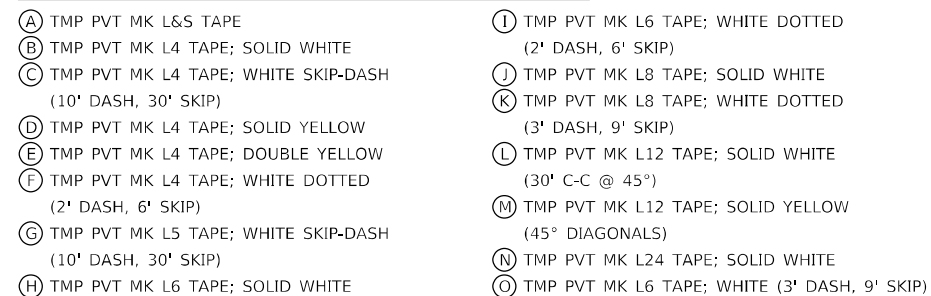 A TMP PVT MK L&S TAPE
B TMP PVT MK L4 TAPE; SOLID WHITE
C TMP PVT MK L4 TAPE; WHITE SKIP-DASH
(10' DASH, 30' SKIP)
D TMP PVT MK L4 TAPE; SOLID YELLOW
E TMP PVT MK L4 TAPE; DOUBLE YELLOW
F TMP PVT MK L4 TAPE; WHITE DOTTED
(2' DASH, 6' SKIP)
G TMP PVT MK L5 TAPE; WHITE SKIP-DASH
(10' DASH, 30' SKIP)
H TMP PVT MK L6 TAPE; SOLID WHITE
I TMP PVT MK L6 TAPE; WHITE DOTTED
(2' DASH, 6' SKIP)
J TMP PVT MK L8 TAPE; SOLID WHITE
K TMP PVT MK L8 TAPE; WHITE DOTTED
(3' DASH, 9' SKIP)
L TMP PVT MK L12 TAPE; SOLID WHITE
(30' C-C @ 45°)
M TMP PVT MK L12 TAPE; SOLID YELLOW
(45° DIAGONALS)
N TMP PVT MK L24 TAPE; SOLID WHITE
O TMP PVT MK L6 TAPE; WHITE (3' DASH, 9' SKIP)